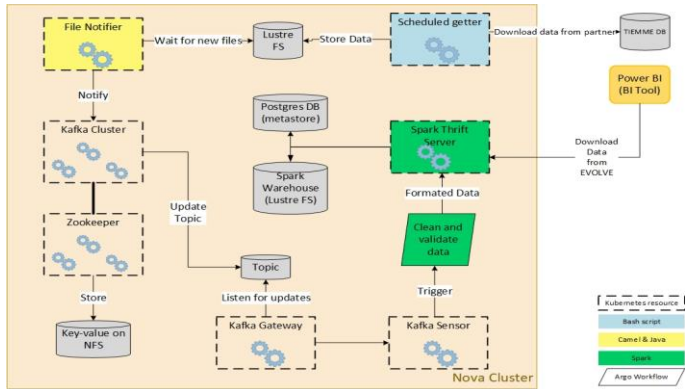 File Notifier
Wait for new files
Lustre
FS
Store Data
Scheduled getter
Download data from partner
TIEMME DB
Power BI
(BI Tool)
Notify
Postgres DB
(metastore)
Kafka Cluster
Spark Thrift
Server
Download
Data
from
EVOLVE
Spark
Warehouse
(Lustre FS)
Formated Data
Update
Topic
Zookeeper
Clean and
validate
data
Topic
Store
Listen for updates
Trigger
Key-value on
NFS
Kafka Gateway
Kafka Sensor
Nova Cluster
Kubernetes resource
Bash script
Camel & Java
Spark
Argo Workflow